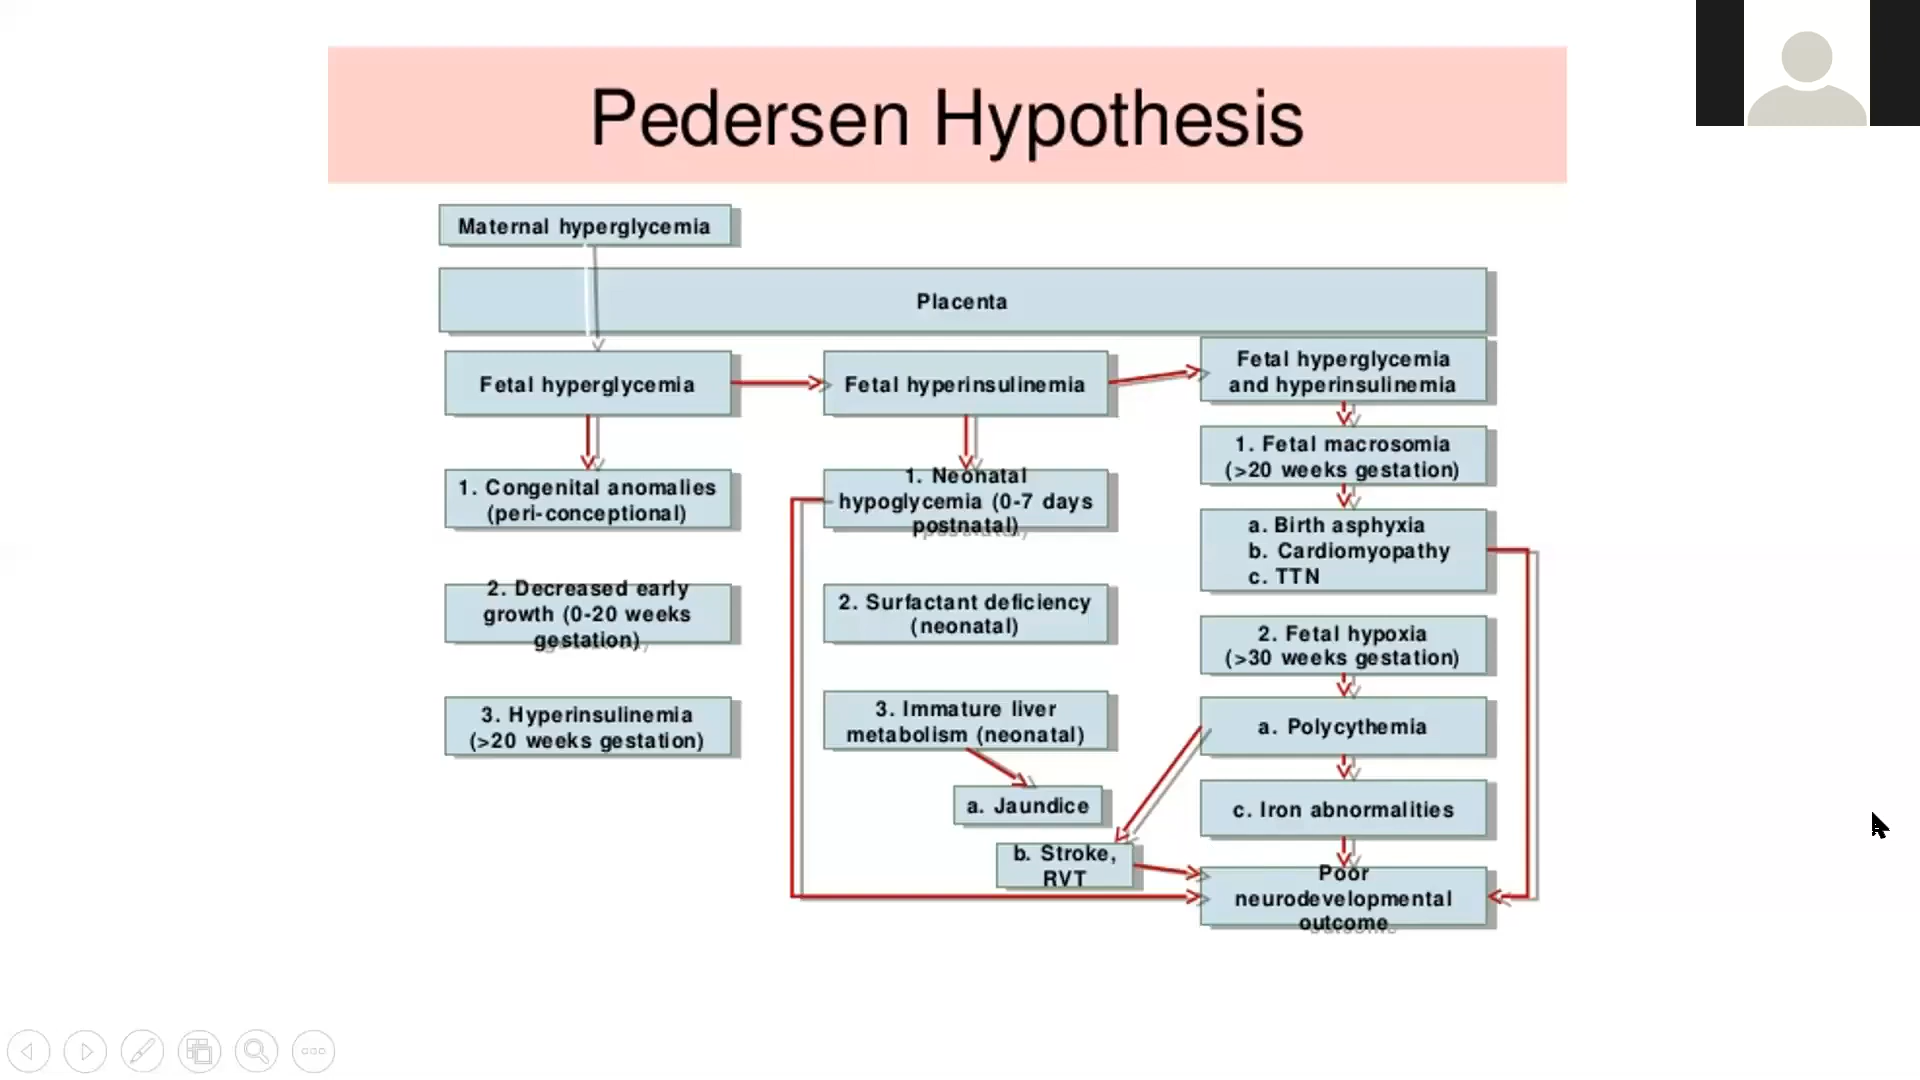 Pedersen Hypothesis
Maternal hyperglycemia
Placenta
Fetal hyperglycemia
Fetal hyperinsulinemia
Fetal hyperglycemia
and hyperinsulinemia
1. Congenital anomalies
(peri-conceptional)
2. Decreased early
growth (0-20 weeks
gestation)
3. Hyperinsulinemia
(>20 weeks gestation)
1. Neonatal
hypoglycemia (0-7 days
postnatal)
2. Surfactant deficiency
(neonatal)
3. Immature liver
metabolism (neonatal)
a. Jaundice
b. Stroke,
RVT
1. Fetal macrosomia
(>20 weeks gestation)
a. Birth asphyxia
b. Cardiomyopathy
c. TTN
2. Fetal hypoxia
(>30 weeks gestation)
a. Polycythemia
c. Iron abnormalities
Poor
neurodevelopmental
outcome